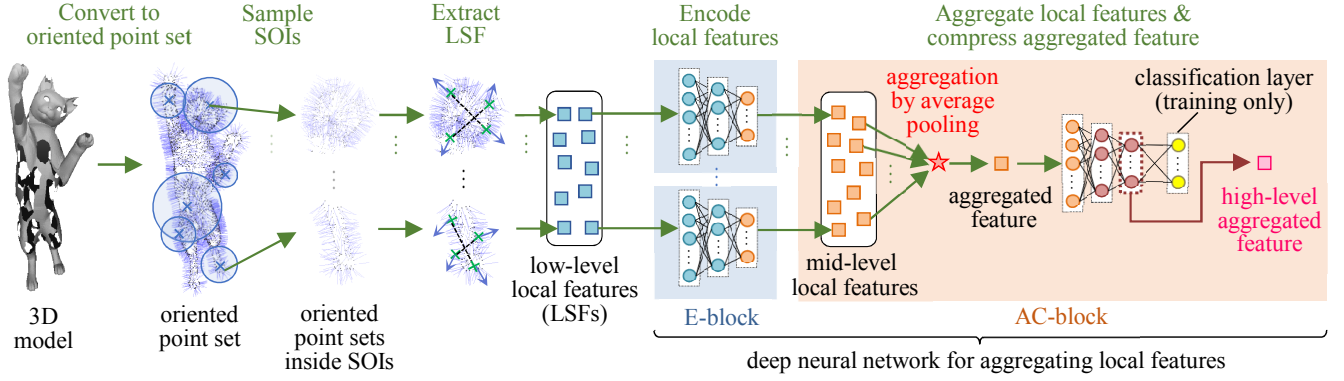 Convert to
oriented point set
Sample
SOIs
Extract
LSF
Encode
local features
Aggregate local features &
compress aggregated feature
aggregation
by average
pooling
classification layer
(training only)
aggregated
feature
high-level
aggregated
feature
low-level
local features
(LSFs)
mid-level
local features
3D
model
oriented
point set
oriented
point sets
inside SOIs
E-block
AC-block
deep neural network for aggregating local features